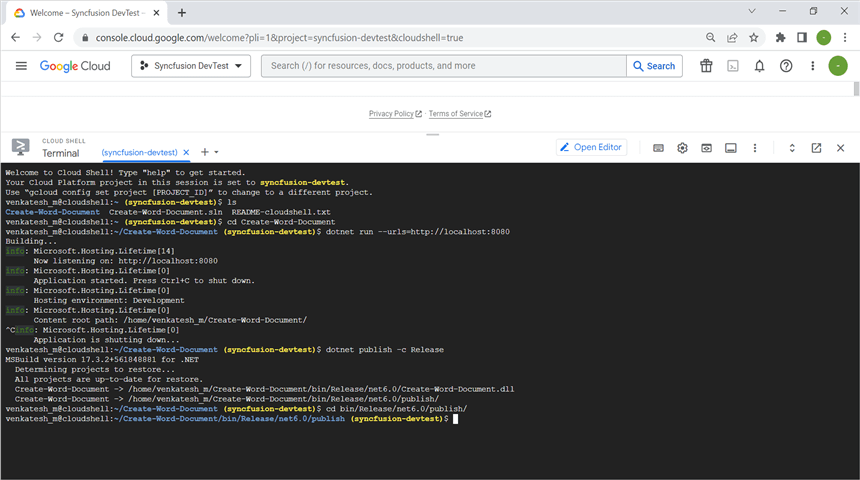 Welcome – Syncfusion DevTest –
console.cloud.google.com/welcome?pli=1&project=syncfusion-devtest&cloudshell=true
Google Cloud
Syncfusion DevTest
Search (/) for resources, docs, products, and more
Search
Privacy Policy · Terms of Service
CLOUD SHELL
Terminal
(syncfusion-devtest)
Open Editor
Welcome to Cloud Shell! Type "help" to get started.
Your Cloud Platform project in this session is set to syncfusion-devtest.
Use “gcloud config set project [PROJECT_ID]” to change to a different project.
venkatesh_m@cloudshell:~ (syncfusion-devtest)$ ls
Create-Word-Document  Create-Word-Document.sln  README-cloudshell.txt
venkatesh_m@cloudshell:~ (syncfusion-devtest)$ cd Create-Word-Document
venkatesh_m@cloudshell:~/Create-Word-Document (syncfusion-devtest)$ dotnet run --urls=http://localhost:8080
Building...
info: Microsoft.Hosting.Lifetime[14]
Now listening on: http://localhost:8080
info: Microsoft.Hosting.Lifetime[0]
Application started. Press Ctrl+C to shut down.
info: Microsoft.Hosting.Lifetime[0]
Hosting environment: Development
info: Microsoft.Hosting.Lifetime[0]
Content root path: /home/venkatesh_m/Create-Word-Document/
^Cinfo: Microsoft.Hosting.Lifetime[0]
Application is shutting down...
venkatesh_m@cloudshell:~/Create-Word-Document (syncfusion-devtest)$ dotnet publish -c Release
MSBuild version 17.3.2+561848881 for .NET
Determining projects to restore...
All projects are up-to-date for restore.
Create-Word-Document -> /home/venkatesh_m/Create-Word-Document/bin/Release/net6.0/Create-Word-Document.dll
Create-Word-Document -> /home/venkatesh_m/Create-Word-Document/bin/Release/net6.0/publish/
venkatesh_m@cloudshell:~/Create-Word-Document (syncfusion-devtest)$ cd bin/Release/net6.0/publish/
venkatesh_m@cloudshell:~/Create-Word-Document/bin/Release/net6.0/publish (syncfusion-devtest)$